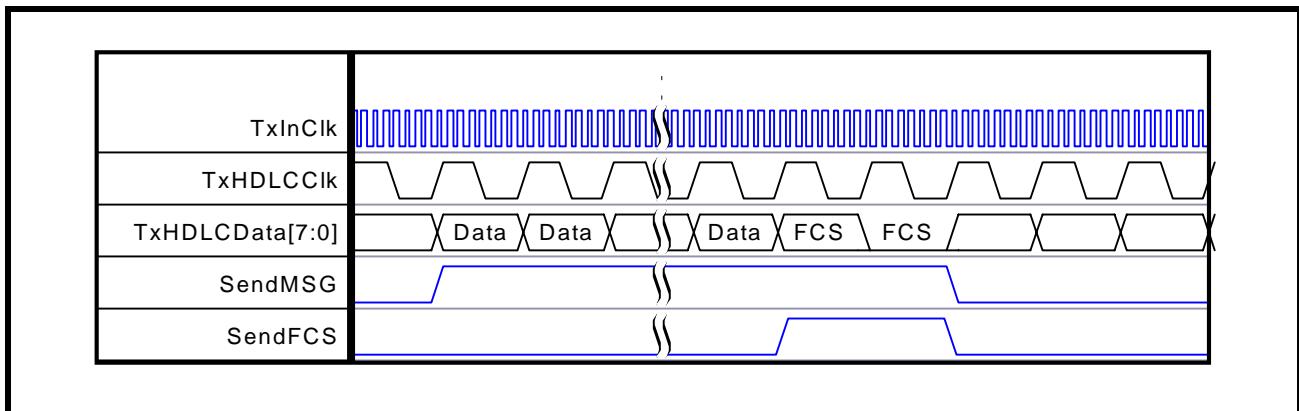 TxInClk
TxHDLCClk
TxHDLCData[7:0] Data Data Data FCS FCS
SendMSG
SendFCS